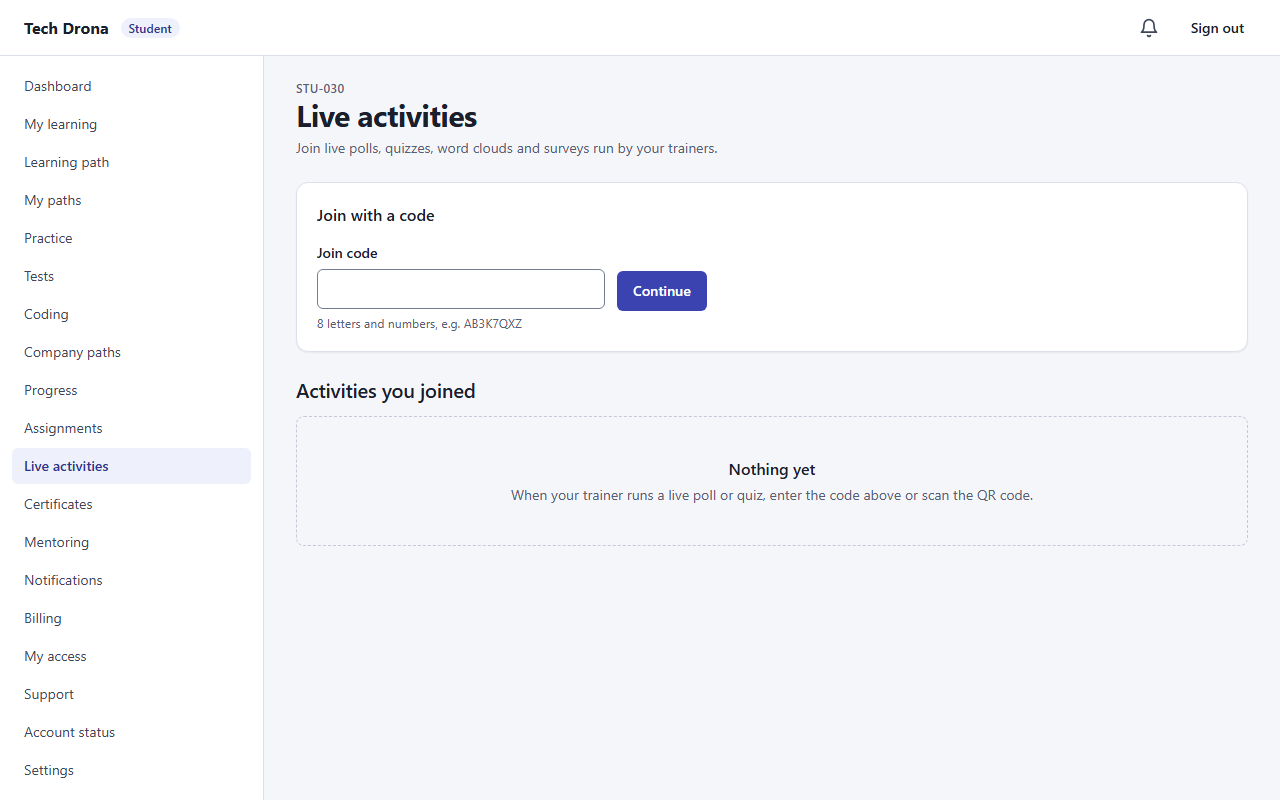 Tech Drona
Student
Sign out
Dashboard
My learning
Learning path
My paths
Practice
Tests
Coding
Company paths
Progress
Assignments
Live activities
Certificates
Mentoring
Notifications
Billing
My access
Support
Account status
Settings
STU-030
Live activities
Join live polls, quizzes, word clouds and surveys run by your trainers.
Join with a code
Join code
Continue
8 letters and numbers, e.g. AB3K7QXZ
Activities you joined
Nothing yet
When your trainer runs a live poll or quiz, enter the code above or scan the QR code.